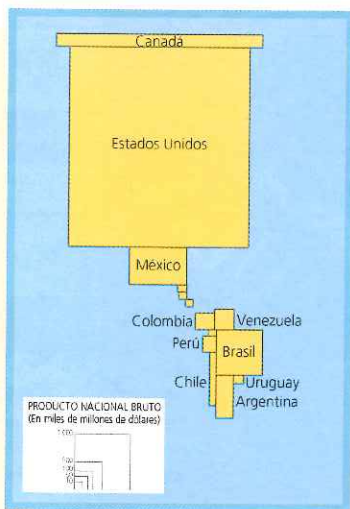 Canadá
Estados Unidos
México
Colombia
Venezuela
Perú
Brasil
Chile
Uruguay
Argentina
PRODUCTO NACIONAL BRUTO
(En miles de millones de dólares)